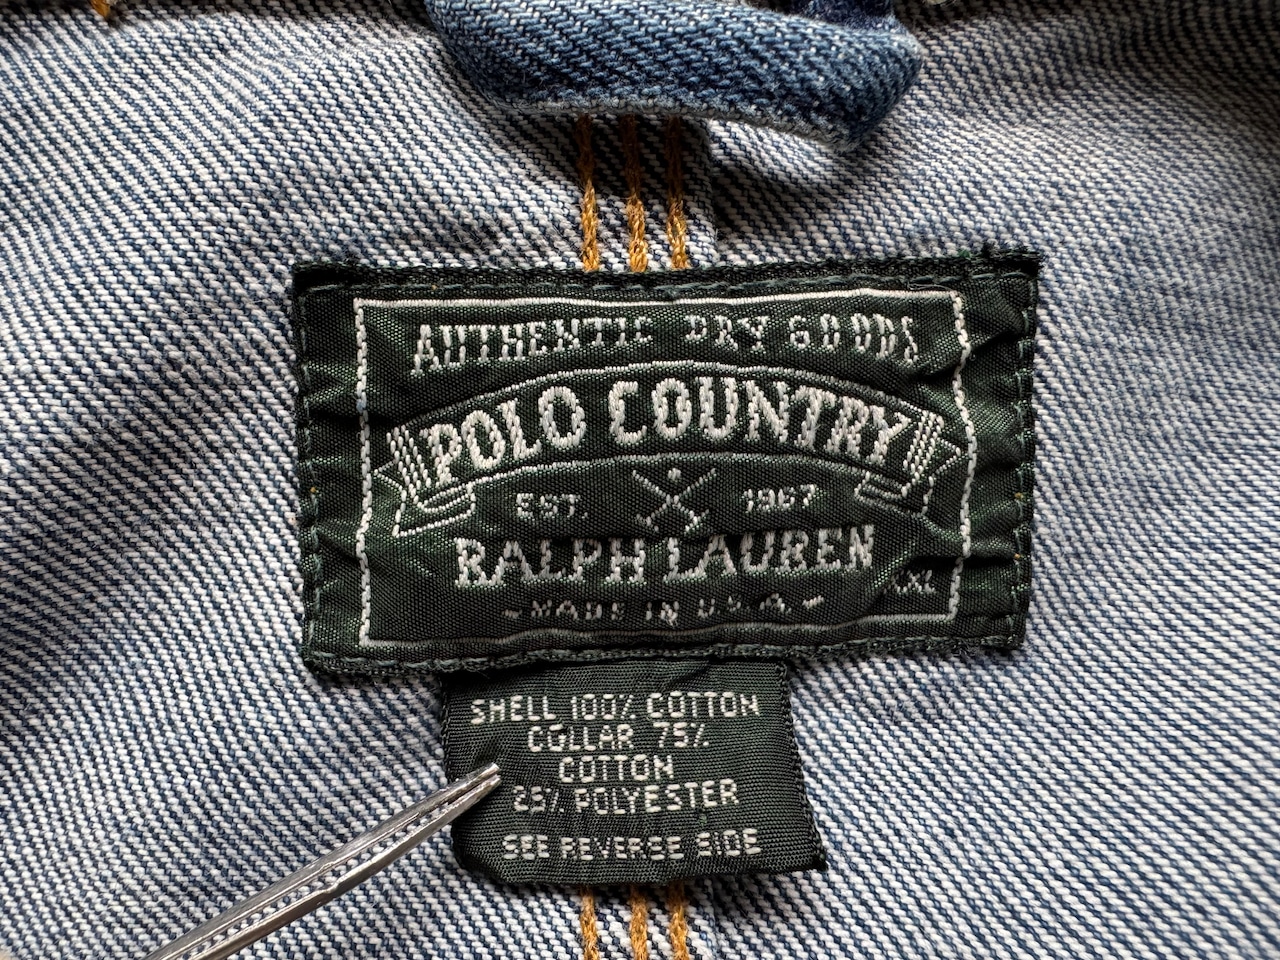 AUTHENTIC DRY GOODS
POLO COUNTRY
EST. 1967
RALPH LAUREN
XXL
-MADE IN U.S.A.-
SHELL 100% COTTON
COLLAR 75%
COTTON
25% POLYESTER
SEE REVERSE SIDE